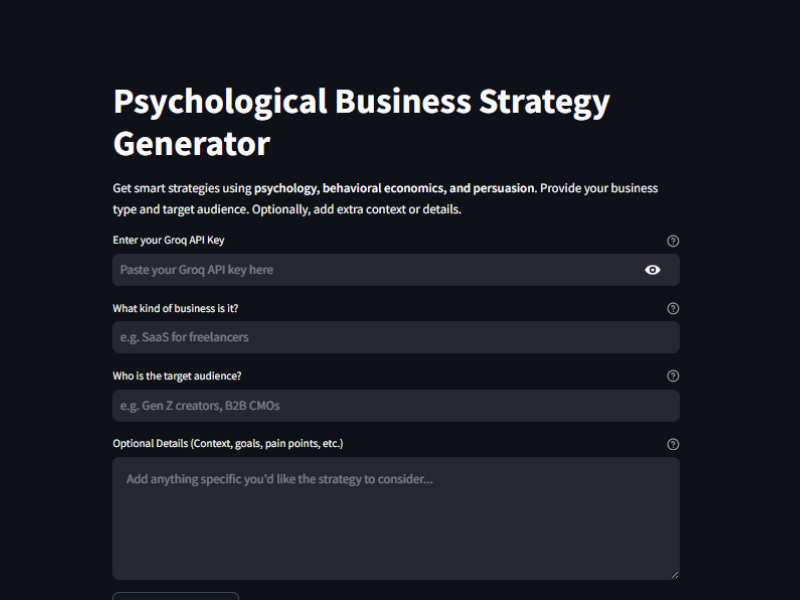 Psychological Business Strategy
Generator
Get smart strategies using psychology, behavioral economics, and persuasion. Provide your business
type and target audience. Optionally, add extra context or details.
Enter your Groq API Key
Paste your Groq API key here
What kind of business is it?
e.g. SaaS for freelancers
Who is the target audience?
e.g. Gen Z creators, B2B CMOs
Optional Details (Context, goals, pain points, etc.)
Add anything specific you'd like the strategy to consider...